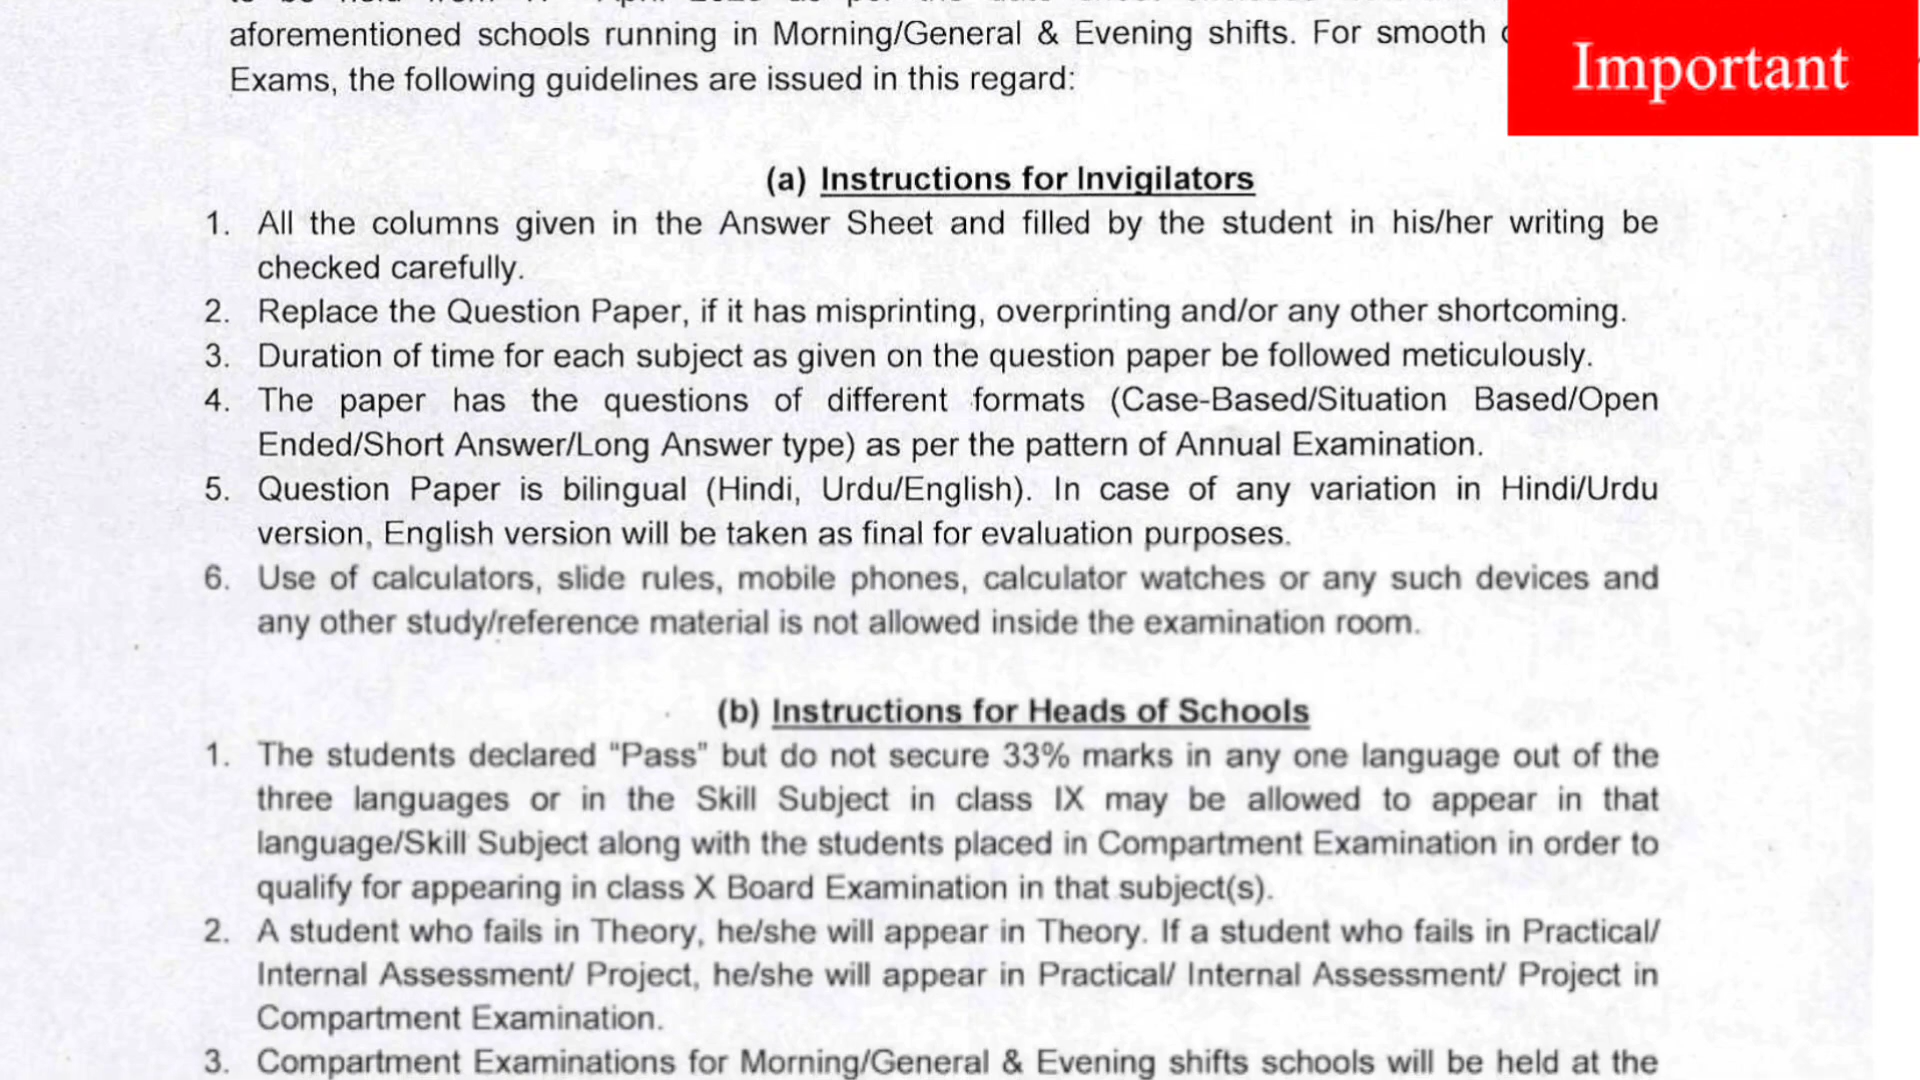 aforementioned schools running in Morning/General & Evening shifts. For smooth
Important
Exams, the following guidelines are issued in this regard:
(a) Instructions for Invigilators
1. All the columns given in the Answer Sheet and filled by the student in his/her writing be
checked carefully.
2. Replace the Question Paper, if it has misprinting, overprinting and/or any other shortcoming.
3. Duration of time for each subject as given on the question paper be followed meticulously.
4. The paper has the questions of different formats (Case-Based/Situation Based/Open
Ended/Short Answer/Long Answer type) as per the pattern of Annual Examination.
5. Question Paper is bilingual (Hindi, Urdu/English). In case of any variation in Hindi/Urdu
version, English version will be taken as final for evaluation purposes.
6. Use of calculators, slide rules, mobile phones, calculator watches or any such devices and
any other study/reference material is not allowed inside the examination room.
(b) Instructions for Heads of Schools
1. The students declared "Pass" but do not secure 33% marks in any one language out of the
three languages or in the Skill Subject in class IX may be allowed to appear in that
language/Skill Subject along with the students placed in Compartment Examination in order to
qualify for appearing in class X Board Examination in that subject(s).
2. A student who fails in Theory, he/she will appear in Theory. If a student who fails in Practical/
Internal Assessment/ Project, he/she will appear in Practical/ Internal Assessment/ Project in
Compartment Examination.
3. Compartment Examinations for Morning/General & Evening shifts schools will be held at the